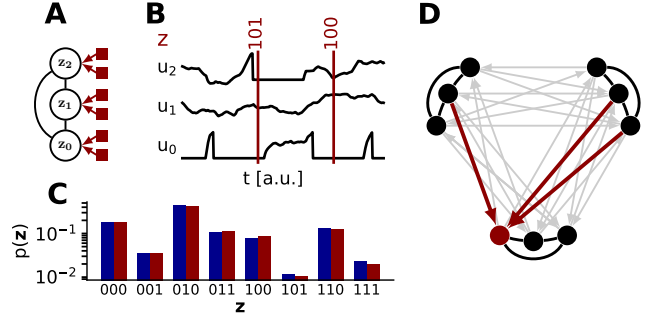 A
z₂
z₁
z₀
B
z
101
100
u₂
u₁
u₀
t [a.u.]
C
p(z)
10⁻¹
10⁻²
000 001 010 011 100 101 110 111
z
D